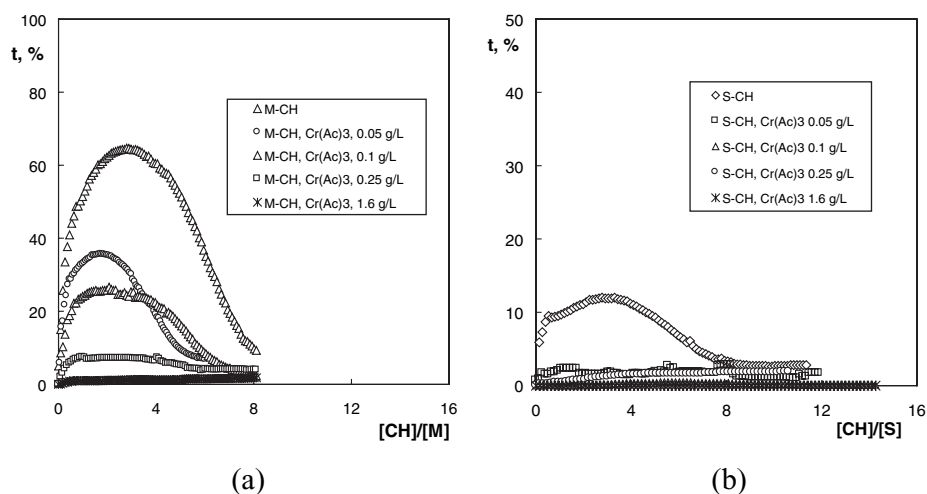 100
t, %
80
60
40
20
0
0
4
8
12
16
[CH]/[M]
M-CH
M-CH, Cr(Ac)3, 0.05 g/L
M-CH, Cr(Ac)3, 0.1 g/L
M-CH, Cr(Ac)3, 0.25 g/L
M-CH, Cr(Ac)3, 1.6 g/L
(a)
50
t, %
40
30
20
10
0
0
4
8
12
16
[CH]/[S]
S-CH
S-CH, Cr(Ac)3 0.05 g/L
S-CH, Cr(Ac)3 0.1 g/L
S-CH, Cr(Ac)3 0.25 g/L
S-CH, Cr(Ac)3 1.6 g/L
(b)